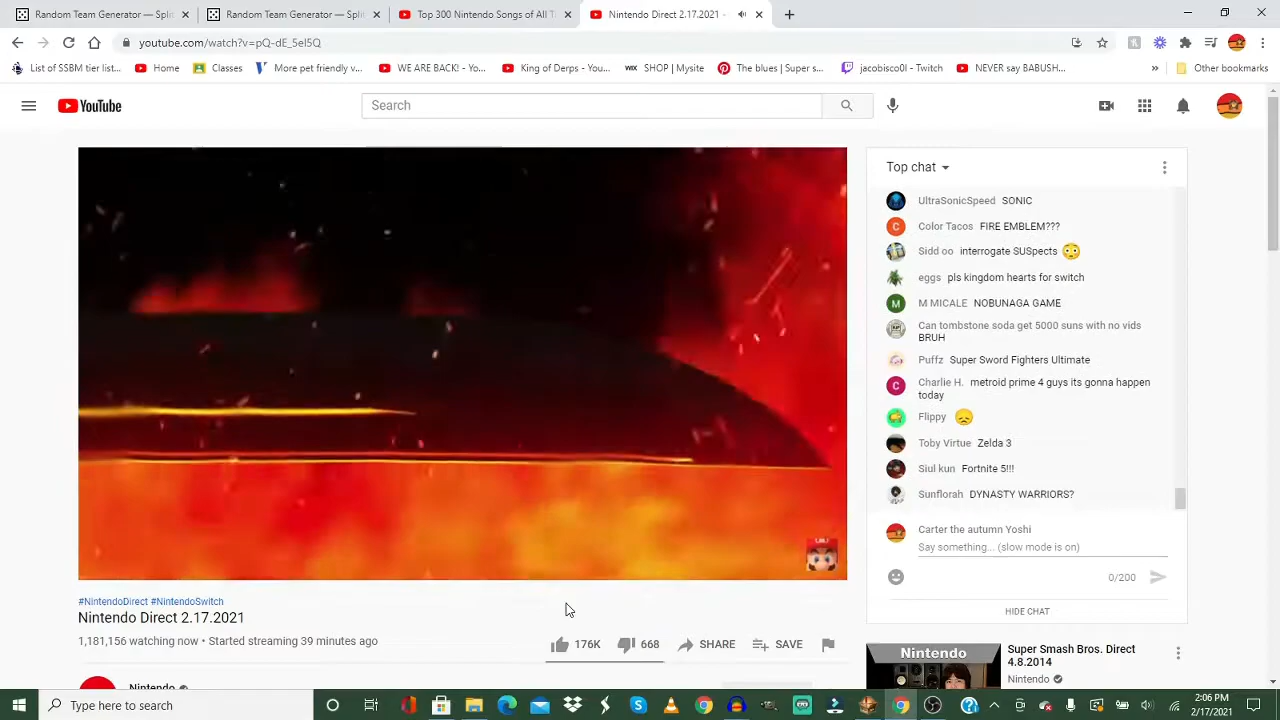 Random Team Generator — Spli
Random Team Generator — Split
Top 300 Nintendo Songs of All T
Nintendo Direct 2.17.2021 -
youtube.com/watch?v=pQ-dE_5eI5Q
List of SSBM tier list...
Home
Classes
More pet friendly v...
WE ARE BACK! - Yo...
King of Derps - You...
WIX SHOP | Mysite
The blues | Super s...
jacobisco0l - Twitch
NEVER say BABUSH...
»
Other bookmarks
YouTube
Search
Top chat
UltraSonicSpeed SONIC
Color Tacos FIRE EMBLEM???
Sidd oo interrogate SUSpects 😳
eggs pls kingdom hearts for switch
M MICALE NOBUNAGA GAME
Can tombstone soda get 5000 suns with no vids
BRUH
Puffz Super Sword Fighters Ultimate
Charlie H. metroid prime 4 guys its gonna happen
today
Flippy 😞
Toby Virtue Zelda 3
Siul kun Fortnite 5!!!
Sunflorah DYNASTY WARRIORS?
Carter the autumn Yoshi
Say something... (slow mode is on)
0/200
HIDE CHAT
#NintendoDirect #NintendoSwitch
Nintendo Direct 2.17.2021
1,181,156 watching now • Started streaming 39 minutes ago
176K
668
SHARE
SAVE
Nintendo
Nintendo
Super Smash Bros. Direct
4.8.2014
Nintendo
Type here to search
2:06 PM
2/17/2021